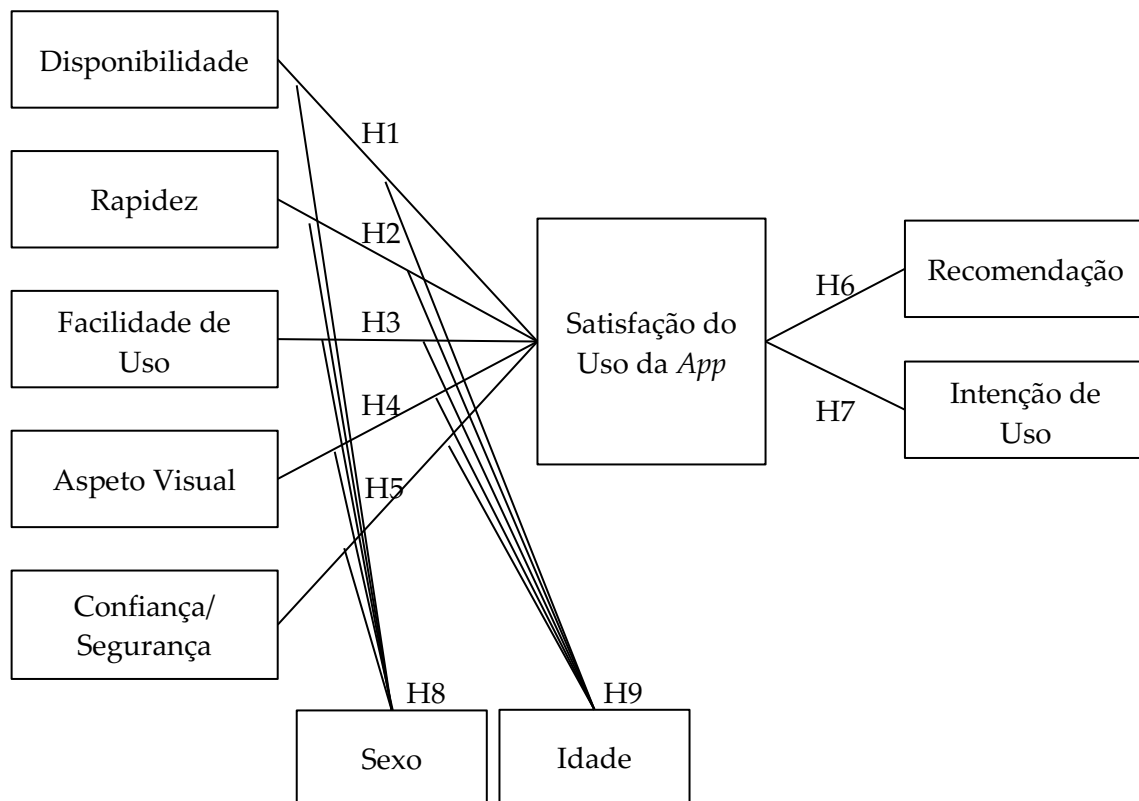 Disponibilidade
H1
Rapidez
H2
Facilidade de
Uso
H3
Aspeto Visual
H4
Confiança/
Segurança
H5
Satisfação do
Uso da App
H6
Recomendação
H7
Intenção de
Uso
H8
Sexo
H9
Idade